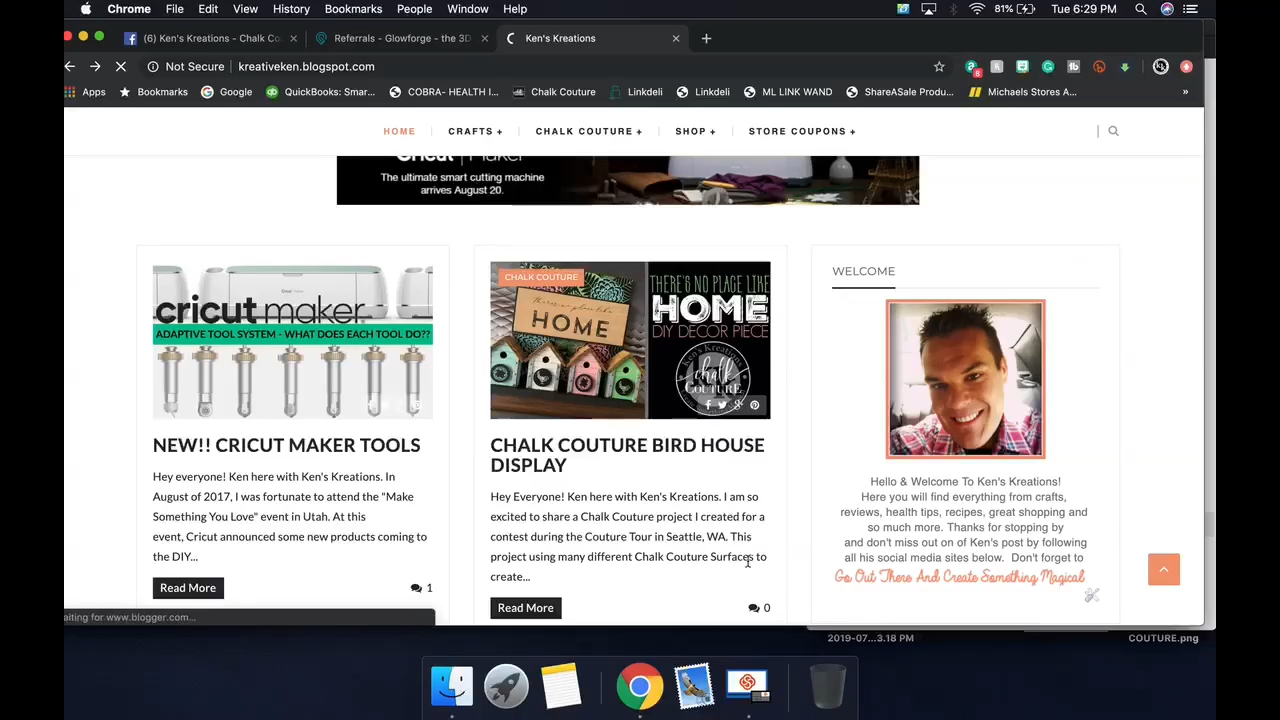 Chrome File Edit View History Bookmarks People Window Help 81% Tue 6:29 PM
(6) Ken's Kreations - Chalk Co
Referrals - Glowforge - the 3D
Ken's Kreations
Not Secure kreativeken.blogspot.com
Apps Bookmarks Google QuickBooks: Smar... COBRA- HEALTH I... Chalk Couture Linkdeli Linkdeli ML LINK WAND ShareASale Produ... Michaels Stores A... »
HOME CRAFTS + CHALK COUTURE + SHOP + STORE COUPONS +
The ultimate smart cutting machine
arrives August 20.
cricut maker
ADAPTIVE TOOL SYSTEM - WHAT DOES EACH TOOL DO??
NEW!! CRICUT MAKER TOOLS
Hey everyone! Ken here with Ken's Kreations. In
August of 2017, I was fortunate to attend the "Make
Something You Love" event in Utah. At this
event, Cricut announced some new products coming to
the DIY...
Read More 1
CHALK COUTURE
HOME
THERE'S NO PLACE LIKE
HOME
DIY DECOR PIECE
Ken's Kreations
chalk
COUTURE
CHALK COUTURE BIRD HOUSE
DISPLAY
Hey Everyone! Ken here with Ken's Kreations. I am so
excited to share a Chalk Couture project I created for a
contest during the Couture Tour in Seattle, WA. This
project using many different Chalk Couture Surfaces to
create...
Read More 0
WELCOME
Hello & Welcome To Ken's Kreations!
Here you will find everything from crafts,
reviews, health tips, recipes, great shopping and
so much more. Thanks for stopping by
and don't miss out on of Ken's post by following
all his social media sites below. Don't forget to
Go Out There And Create Something Magical
aiting for www.blogger.com...
2019-07...3.18 PM
COUTURE.png